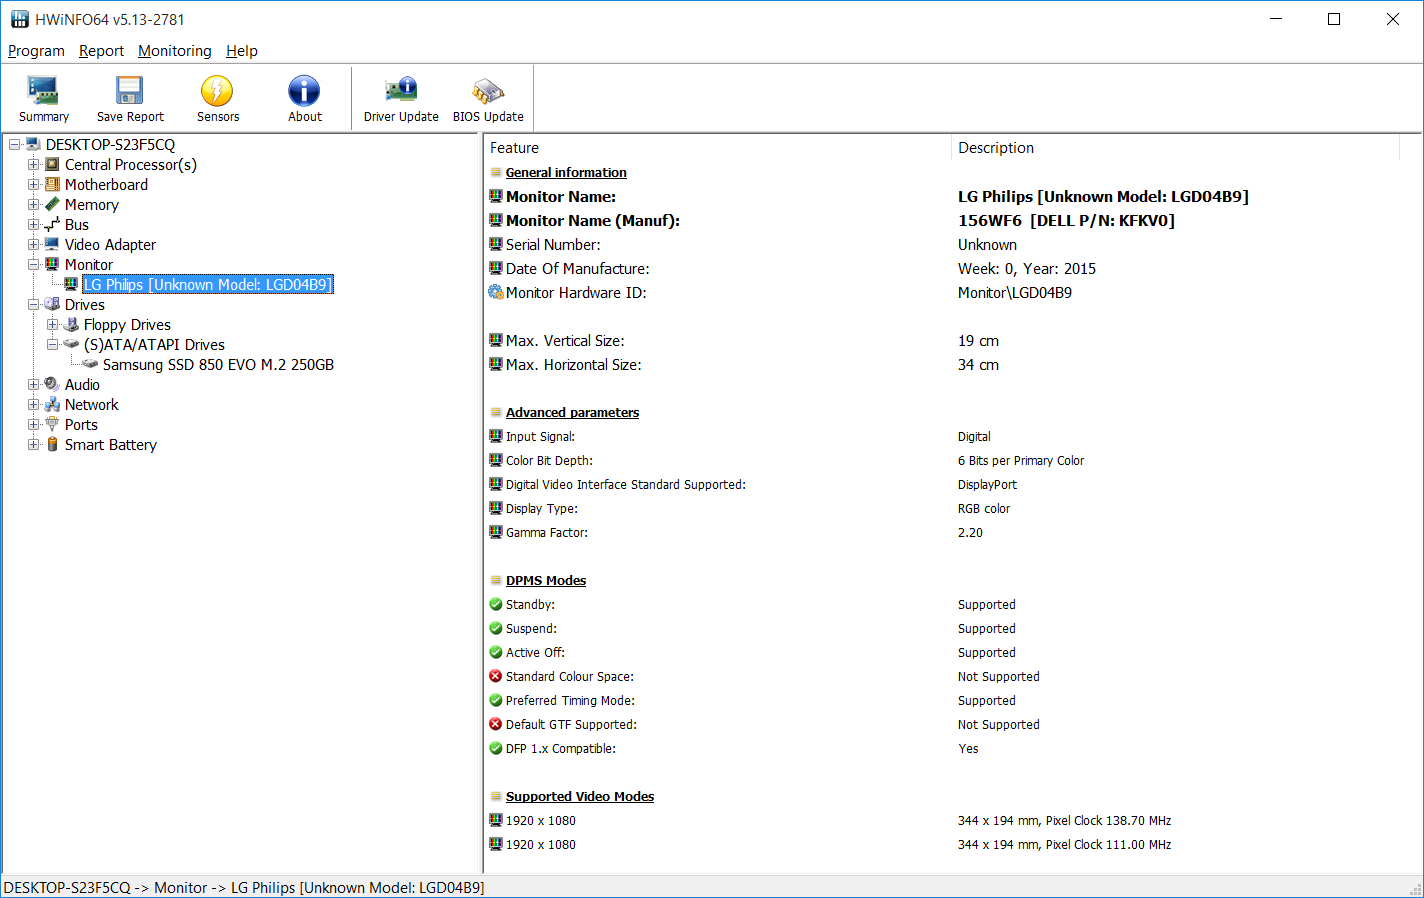 HWiNFO64 v5.13-2781
Program Report Monitoring Help
Summary Save Report Sensors About Driver Update BIOS Update
DESKTOP-S23F5CQ
Central Processor(s)
Motherboard
Memory
Bus
Video Adapter
Monitor
LG Philips [Unknown Model: LGD04B9]
Drives
Floppy Drives
(S)ATA/ATAPI Drives
Samsung SSD 850 EVO M.2 250GB
Audio
Network
Ports
Smart Battery
Feature Description
General information
Monitor Name: LG Philips [Unknown Model: LGD04B9]
Monitor Name (Manuf): 156WF6 [DELL P/N: KFKV0]
Serial Number: Unknown
Date Of Manufacture: Week: 0, Year: 2015
Monitor Hardware ID: Monitor\LGD04B9
Max. Vertical Size: 19 cm
Max. Horizontal Size: 34 cm
Advanced parameters
Input Signal: Digital
Color Bit Depth: 6 Bits per Primary Color
Digital Video Interface Standard Supported: DisplayPort
Display Type: RGB color
Gamma Factor: 2.20
DPMS Modes
Standby: Supported
Suspend: Supported
Active Off: Supported
Standard Colour Space: Not Supported
Preferred Timing Mode: Supported
Default GTF Supported: Not Supported
DFP 1.x Compatible: Yes
Supported Video Modes
1920 x 1080 344 x 194 mm, Pixel Clock 138.70 MHz
1920 x 1080 344 x 194 mm, Pixel Clock 111.00 MHz
DESKTOP-S23F5CQ -> Monitor -> LG Philips [Unknown Model: LGD04B9]